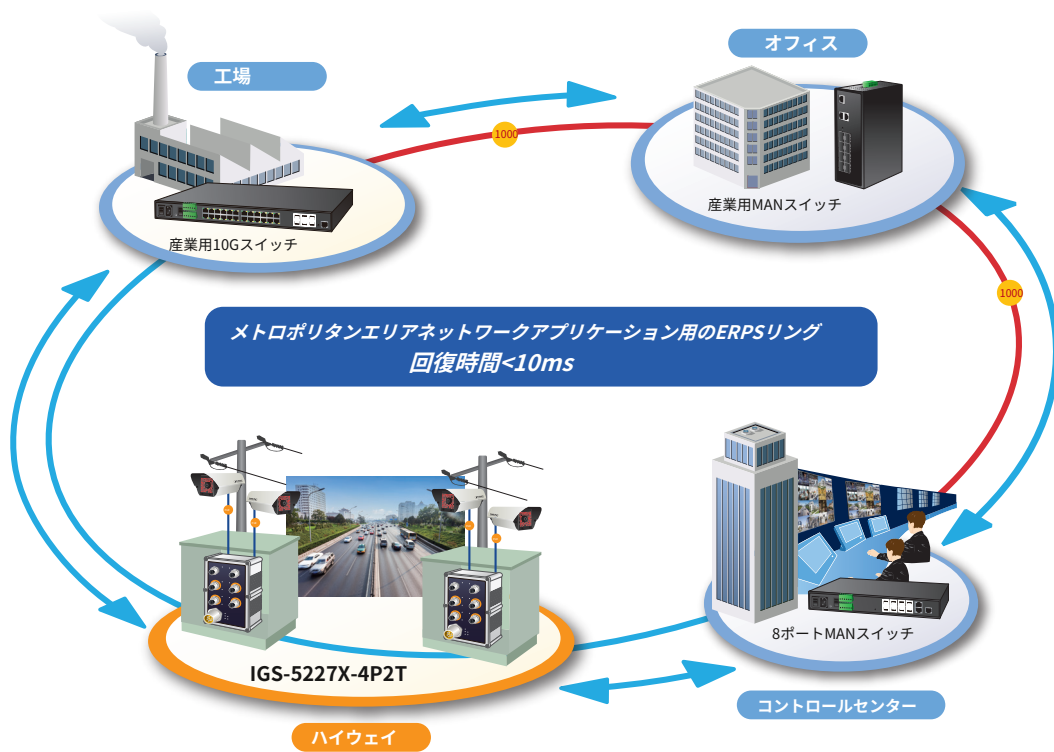 工場
オフィス
1000
産業用MANスイッチ
産業用10Gスイッチ
1000
メトロポリタンエリアネットワークアプリケーション用のERPSリング
回復時間<10ms
8ポートMANスイッチ
IGS-5227X-4P2T
コントロールセンター
ハイウェイ